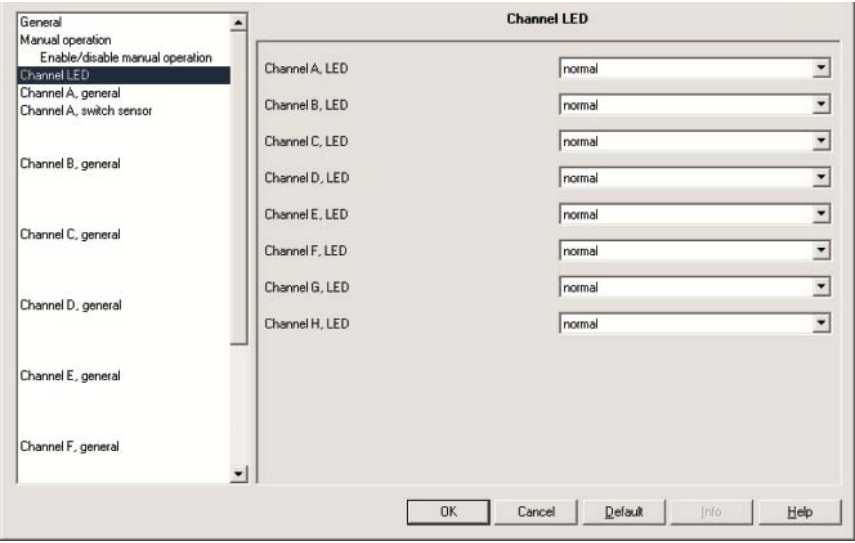 General
Manual operation
Enable/disable manual operation
Channel LED
Channel A, general
Channel A, switch sensor
Channel B, general
Channel C, general
Channel D, general
Channel E, general
Channel F, general
Channel LED
Channel A, LED normal
Channel B, LED normal
Channel C, LED normal
Channel D, LED normal
Channel E, LED normal
Channel F, LED normal
Channel G, LED normal
Channel H, LED normal
OK Cancel Default Info Help